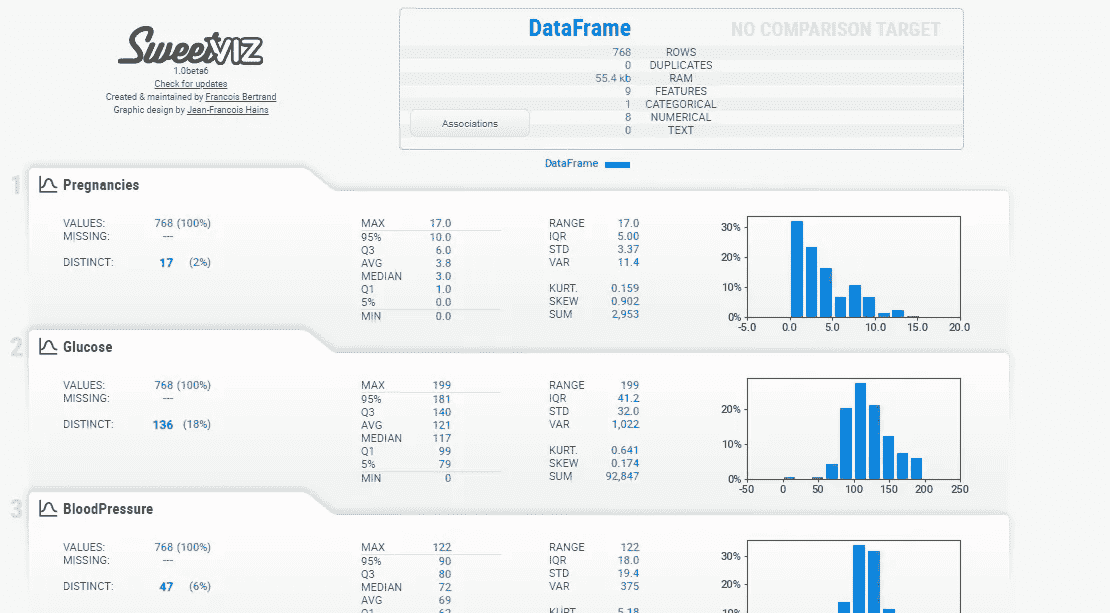 SweetVIZ
1.0beta6
Check for updates
Created & maintained by Francois Bertrand
Graphic design by Jean-Francois Hains
DataFrame NO COMPARISON TARGET
768 ROWS
0 DUPLICATES
55.4 kb RAM
9 FEATURES
1 CATEGORICAL
8 NUMERICAL
0 TEXT
Associations
DataFrame
1 Pregnancies
VALUES: 768 (100%)
MISSING: ---
DISTINCT: 17 (2%)
MAX 17.0
95% 10.0
Q3 6.0
AVG 3.8
MEDIAN 3.0
Q1 1.0
5% 0.0
MIN 0.0
RANGE 17.0
IQR 5.00
STD 3.37
VAR 11.4
KURT. 0.159
SKEW 0.902
SUM 2,953
30%
20%
10%
0%
-5.0 0.0 5.0 10.0 15.0 20.0
2 Glucose
VALUES: 768 (100%)
MISSING: ---
DISTINCT: 136 (18%)
MAX 199
95% 181
Q3 140
AVG 121
MEDIAN 117
Q1 99
5% 79
MIN 0
RANGE 199
IQR 41.2
STD 32.0
VAR 1,022
KURT. 0.641
SKEW 0.174
SUM 92,847
20%
10%
0%
-50 0 50 100 150 200 250
3 BloodPressure
VALUES: 768 (100%)
MISSING: ---
DISTINCT: 47 (6%)
MAX 122
95% 90
Q3 80
MEDIAN 72
AVG 69
Q1 62
RANGE 122
IQR 18.0
STD 19.4
VAR 375
KURT. 5.18
30%
20%
10%